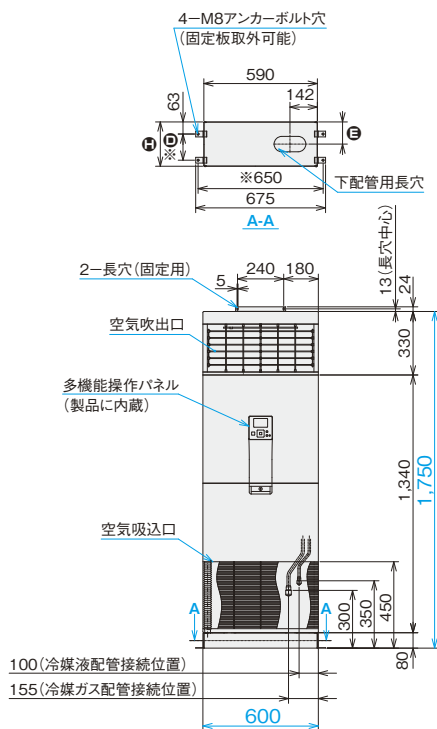 4−M8アンカーボルト穴
(固定板取外可能)
590
142
63
H
D
※
E
下配管用長穴
※650
675
A-A
2−長穴(固定用)
240
180
5
13(長穴中心)
24
空気吹出口
330
多機能操作パネル
(製品に内蔵)
1,340
1,750
空気吸込口
A
A
300
350
450
80
100(冷媒液配管接続位置)
155(冷媒ガス配管接続位置)
600